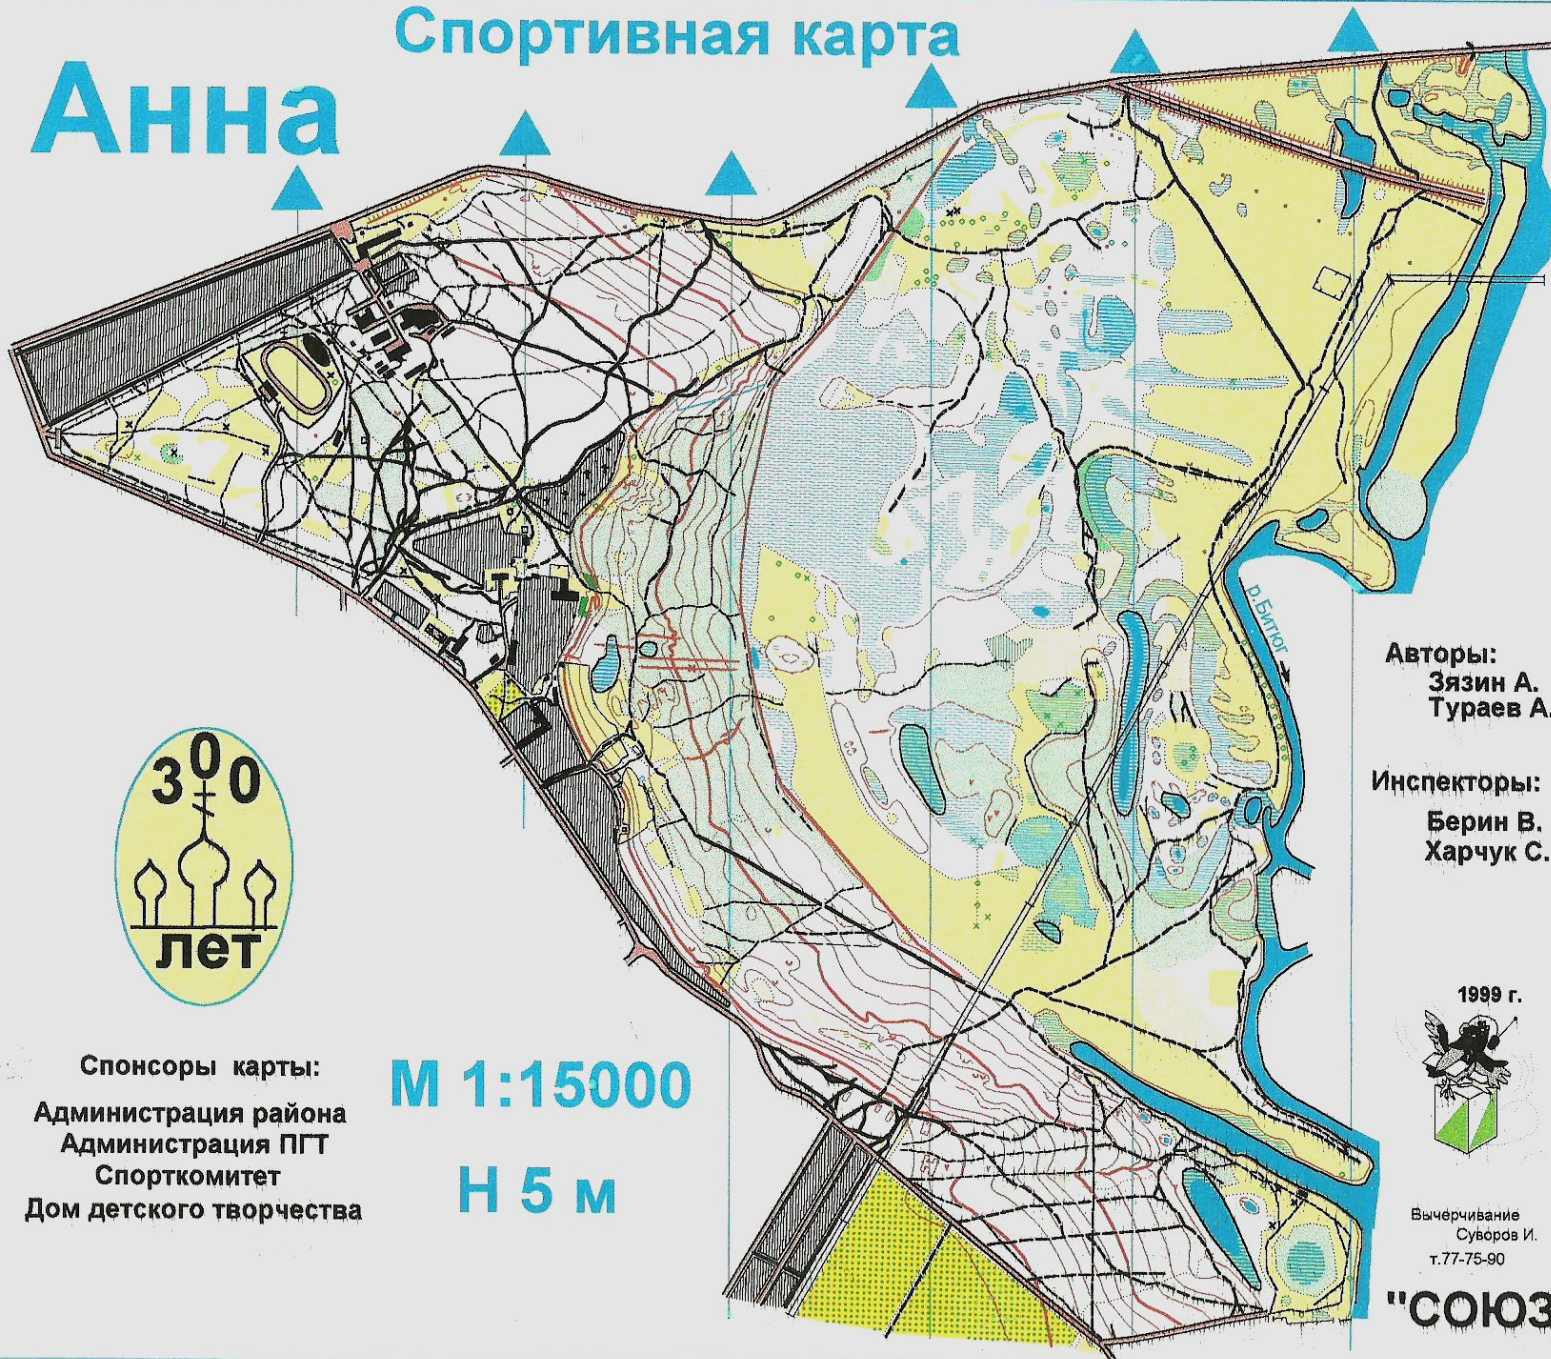 Спортивная карта
Анна
р.Битюг
Авторы:
Зязин А.
Тураев А.
Инспекторы:
Берин В.
Харчук С.
300
лет
1999 г.
Спонсоры карты:
Администрация района
Администрация ПГТ
Спорткомитет
Дом детского творчества
М 1:15000
Н 5 м
Вычерчивание
Суворов И.
т.77-75-90
"СОЮЗ